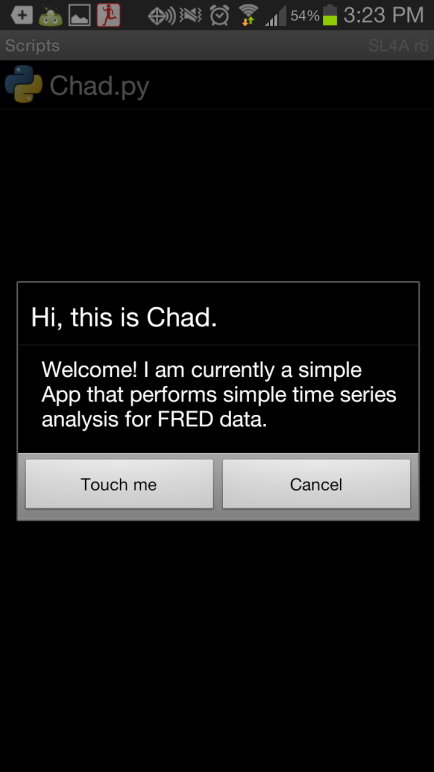 54% 3:23 PM
Scripts SL4A r6
Chad.py
Hi, this is Chad.
Welcome! I am currently a simple
App that performs simple time series
analysis for FRED data.
Touch me Cancel